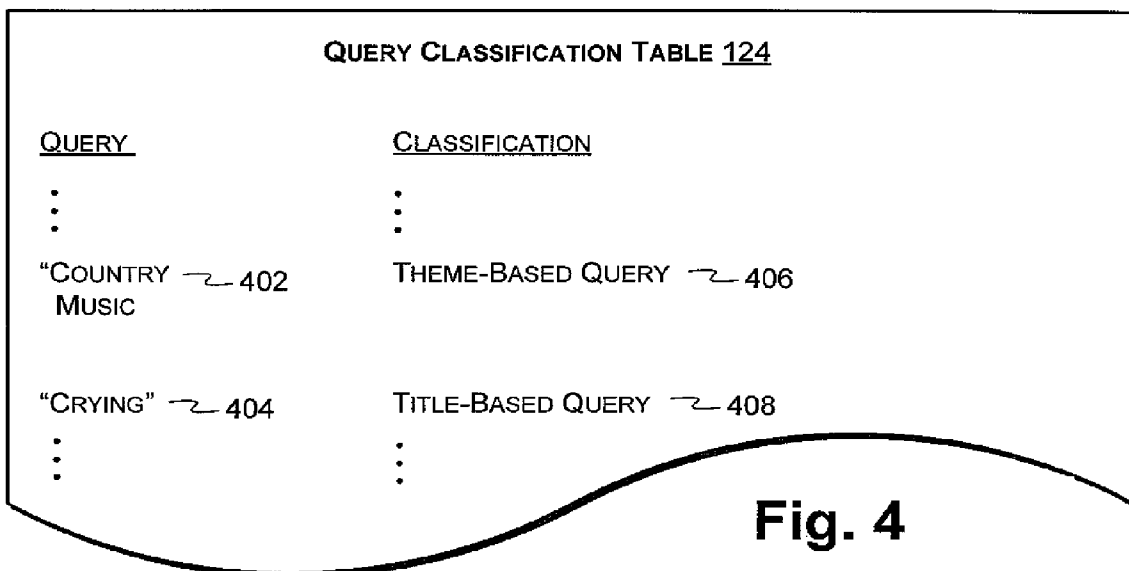 QUERY CLASSIFICATION TABLE 124
QUERY CLASSIFICATION
“COUNTRY 402 THEME-BASED QUERY 406
MUSIC
“CRYING” 404 TITLE-BASED QUERY 408
Fig. 4